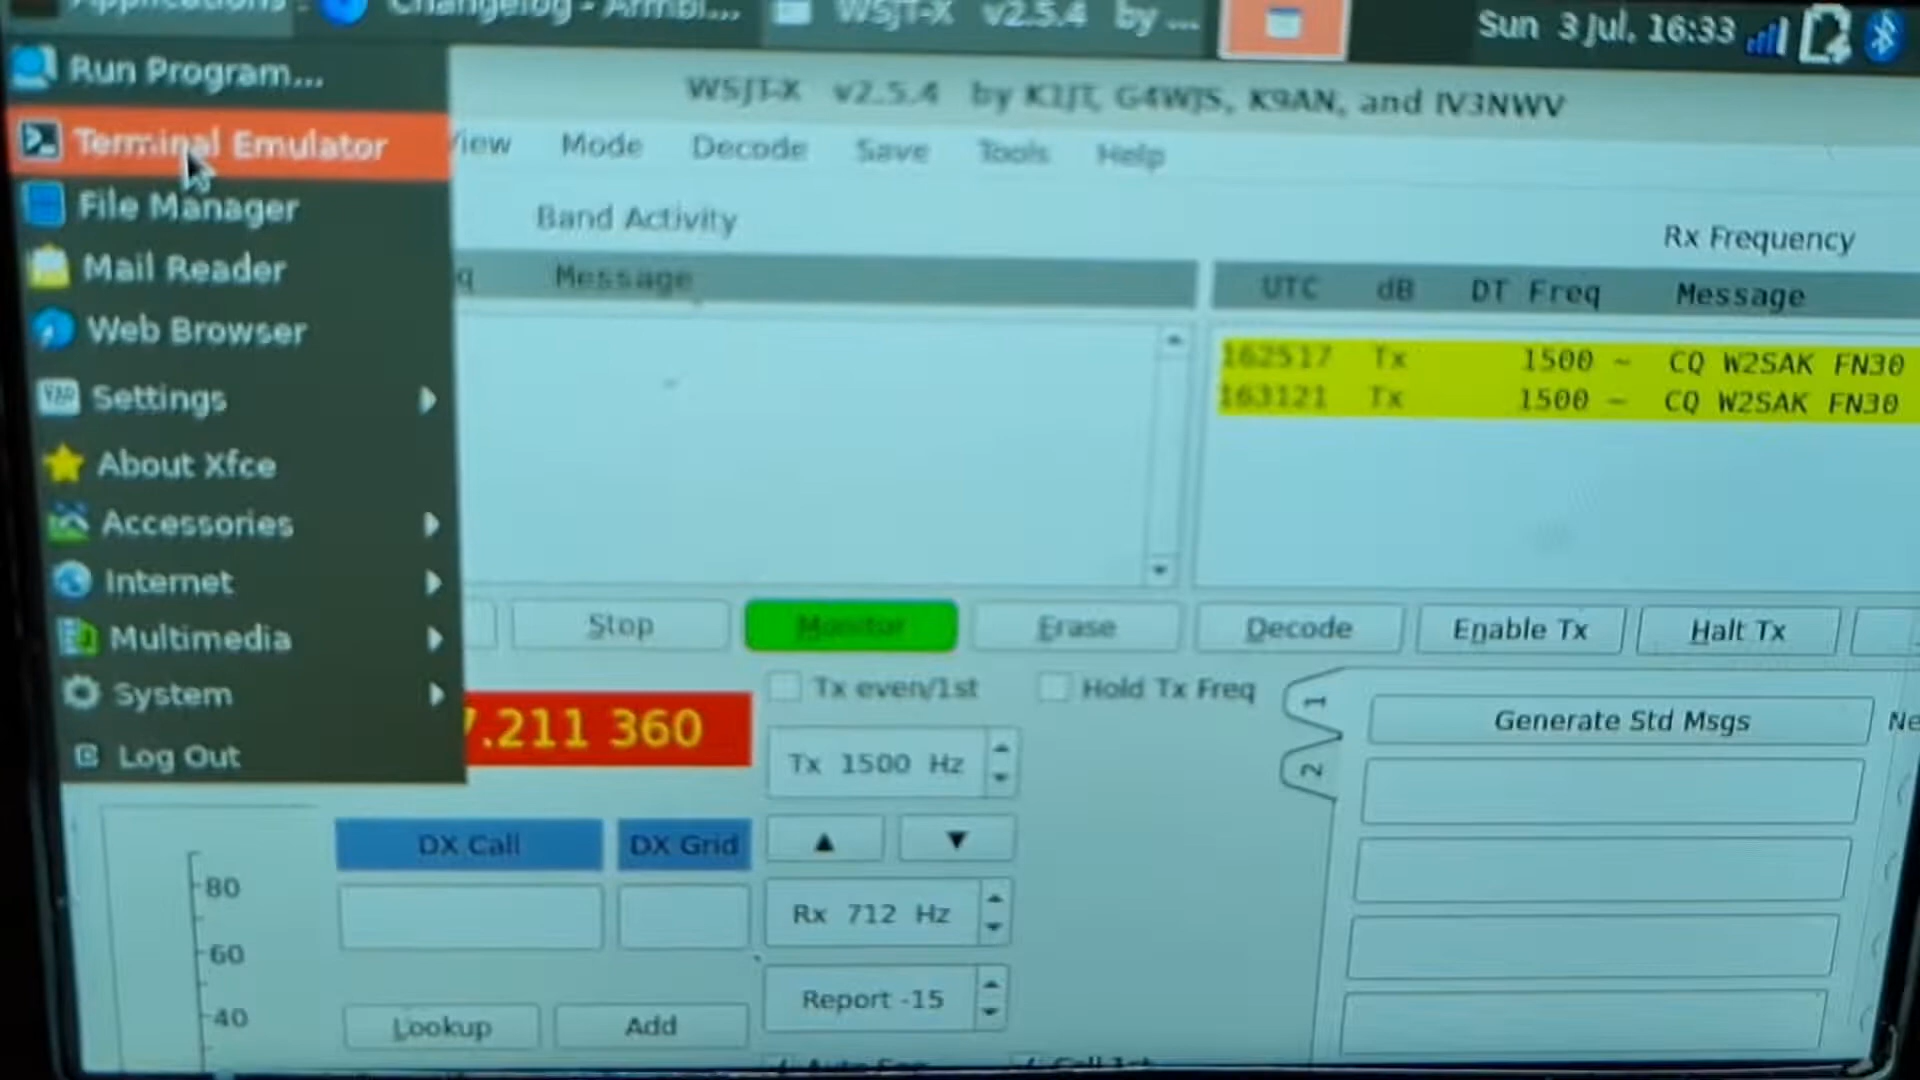 Applications
Changelog - Armbi...
WSJT-X v2.5.4 by ...
Sun 3 Jul, 16:33
Run Program...
Terminal Emulator
File Manager
Mail Reader
Web Browser
Settings
About Xfce
Accessories
Internet
Multimedia
System
Log Out
WSJT-X v2.5.4 by K1JT, G4WJS, K9AN, and IV3NWV
View Mode Decode Save Tools Help
Band Activity
Rx Frequency
q Message
UTC dB DT Freq Message
162517 Tx 1500 ~ CQ W2SAK FN30
163121 Tx 1500 ~ CQ W2SAK FN30
Stop Monitor Erase Decode Enable Tx Halt Tx
7.211 360
Tx even/1st
Hold Tx Freq
1
2
Generate Std Msgs
Ne
Tx 1500 Hz
DX Call
DX Grid
▲
▼
80
60
40
Rx 712 Hz
Report -15
Lookup
Add
Call 1st